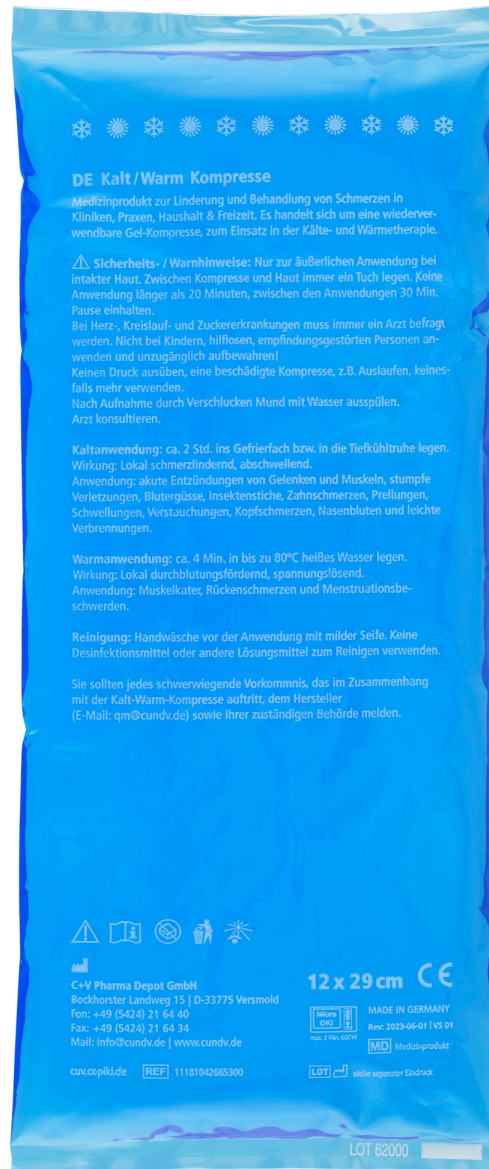 DE Kalt/Warm Kompresse
Medizinprodukt zur Linderung und Behandlung von Schmerzen in
Kliniken, Praxen, Haushalt & Freizeit. Es handelt sich um eine wiederver-
wendbare Gel-Kompresse, zum Einsatz in der Kälte- und Wärmetherapie.
Sicherheits- / Warnhinweise: Nur zur äußerlichen Anwendung bei
intakter Haut. Zwischen Kompresse und Haut immer ein Tuch legen. Keine
Anwendung länger als 20 Minuten, zwischen den Anwendungen 30 Min.
Pause einhalten.
Bei Herz-, Kreislauf- und Zuckererkrankungen muss immer ein Arzt befragt
werden. Nicht bei Kindern, hilflosen, empfindungsgestörten Personen an-
wenden und unzugänglich aufbewahren!
Keinen Druck ausüben, eine beschädigte Kompresse, z.B. Auslaufen, keines-
falls mehr verwenden.
Nach Aufnahme durch Verschlucken Mund mit Wasser ausspülen.
Arzt konsultieren.
Kaltanwendung: ca. 2 Std. ins Gefrierfach bzw. in die Tiefkühltruhe legen.
Wirkung: Lokal schmerzlindernd, abschwellend.
Anwendung: akute Entzündungen von Gelenken und Muskeln, stumpfe
Verletzungen, Blutergüsse, Insektenstiche, Zahnschmerzen, Prellungen,
Schwellungen, Verstauchungen, Kopfschmerzen, Nasenbluten und leichte
Verbrennungen.
Warmanwendung: ca. 4 Min. in bis zu 80°C heißes Wasser legen.
Wirkung: Lokal durchblutungsfördernd, spannungslösend.
Anwendung: Muskelkater, Rückenschmerzen und Menstruationsbe-
schwerden.
Reinigung: Handwäsche vor der Anwendung mit milder Seife. Keine
Desinfektionsmittel oder andere Lösungsmittel zum Reinigen verwenden.
Sie sollten jedes schwerwiegende Vorkommnis, das im Zusammenhang
mit der Kalt-Warm-Kompresse auftritt, dem Hersteller
(E-Mail: qm@cundv.de) sowie Ihrer zuständigen Behörde melden.
C+V Pharma Depot GmbH
Bockhorster Landweg 15 | D-33775 Versmold
Fon: +49 (5424) 21 64 40
Fax: +49 (5424) 21 64 34
Mail: info@cundv.de | www.cundv.de
cuv.copiki.de REF 11181042665300
12 x 29 cm CE
Micro
OK!
max. 2 Min. 600 W
MADE IN GERMANY
Rev: 2023-06-01 | VS 01
MD Medizinprodukt
LOT siehe seperater Eindruck
LOT 62000